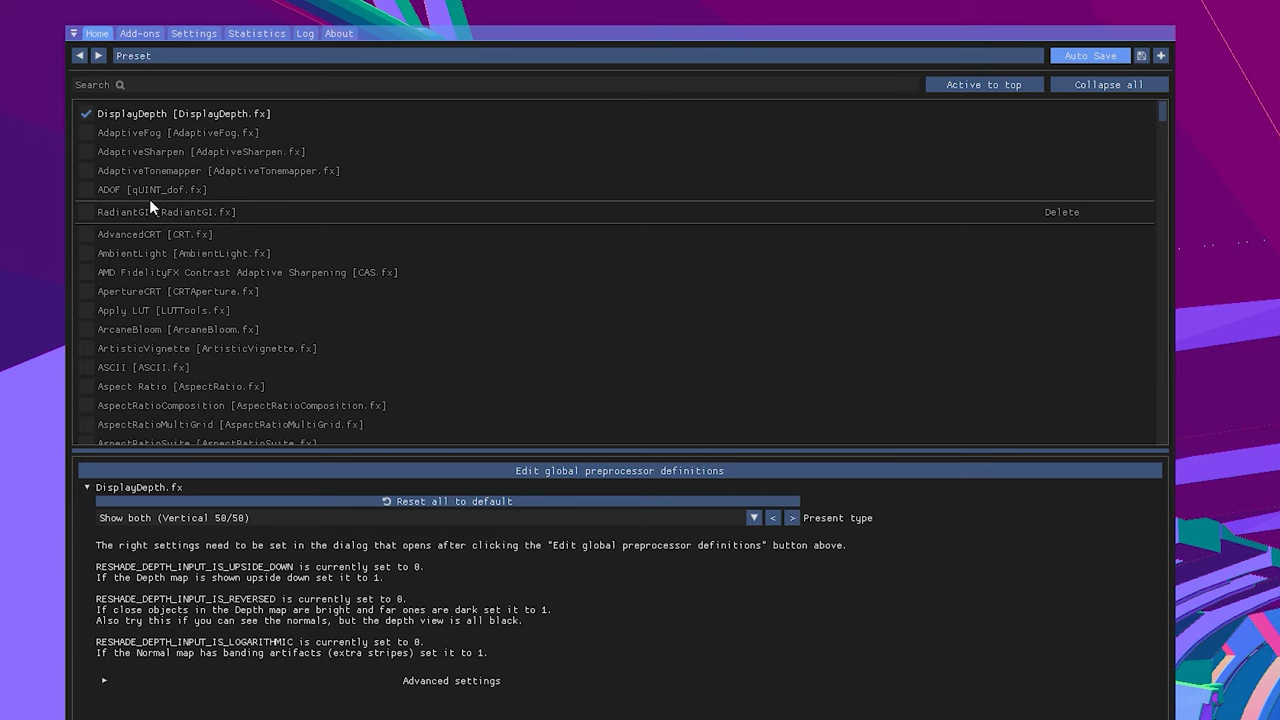 Home Add-ons Settings Statistics Log About
Preset Auto Save
Search Active to top Collapse all
DisplayDepth [DisplayDepth.fx]
AdaptiveFog [AdaptiveFog.fx]
AdaptiveSharpen [AdaptiveSharpen.fx]
AdaptiveTonemapper [AdaptiveTonemapper.fx]
ADOF [qUINT_dof.fx]
RadiantGI [RadiantGI.fx] Delete
AdvancedCRT [CRT.fx]
AmbientLight [AmbientLight.fx]
AMD FidelityFX Contrast Adaptive Sharpening [CAS.fx]
ApertureCRT [CRTAperture.fx]
Apply LUT [LUTTools.fx]
ArcaneBloom [ArcaneBloom.fx]
ArtisticVignette [ArtisticVignette.fx]
ASCII [ASCII.fx]
Aspect Ratio [AspectRatio.fx]
AspectRatioComposition [AspectRatioComposition.fx]
AspectRatioMultiGrid [AspectRatioMultiGrid.fx]
AspectRatioSuite [AspectRatioSuite.fx]
Edit global preprocessor definitions
DisplayDepth.fx
Reset all to default
Show both (Vertical 50/50) < > Present type
The right settings need to be set in the dialog that opens after clicking the "Edit global preprocessor definitions" button above.
RESHADE_DEPTH_INPUT_IS_UPSIDE_DOWN is currently set to 0.
If the Depth map is shown upside down set it to 1.
RESHADE_DEPTH_INPUT_IS_REVERSED is currently set to 0.
If close objects in the Depth map are bright and far ones are dark set it to 1.
Also try this if you can see the normals, but the depth view is all black.
RESHADE_DEPTH_INPUT_IS_LOGARITHMIC is currently set to 0.
If the Normal map has banding artifacts (extra stripes) set it to 1.
Advanced settings